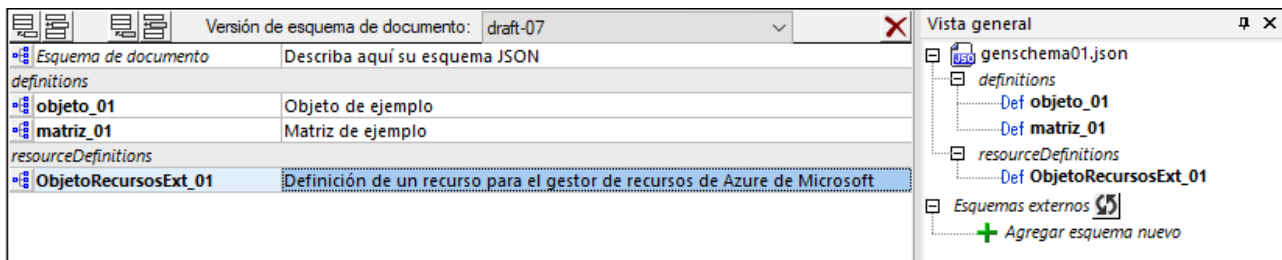 Versión de esquema de documento: draft-07
Esquema de documento Describa aquí su esquema JSON
definitions
objeto_01 Objeto de ejemplo
matriz_01 Matriz de ejemplo
resourceDefinitions
ObjetoRecursosExt_01 Definición de un recurso para el gestor de recursos de Azure de Microsoft
Vista general
genschema01.json
definitions
Def objeto_01
Def matriz_01
resourceDefinitions
Def ObjetoRecursosExt_01
Esquemas externos
Agregar esquema nuevo